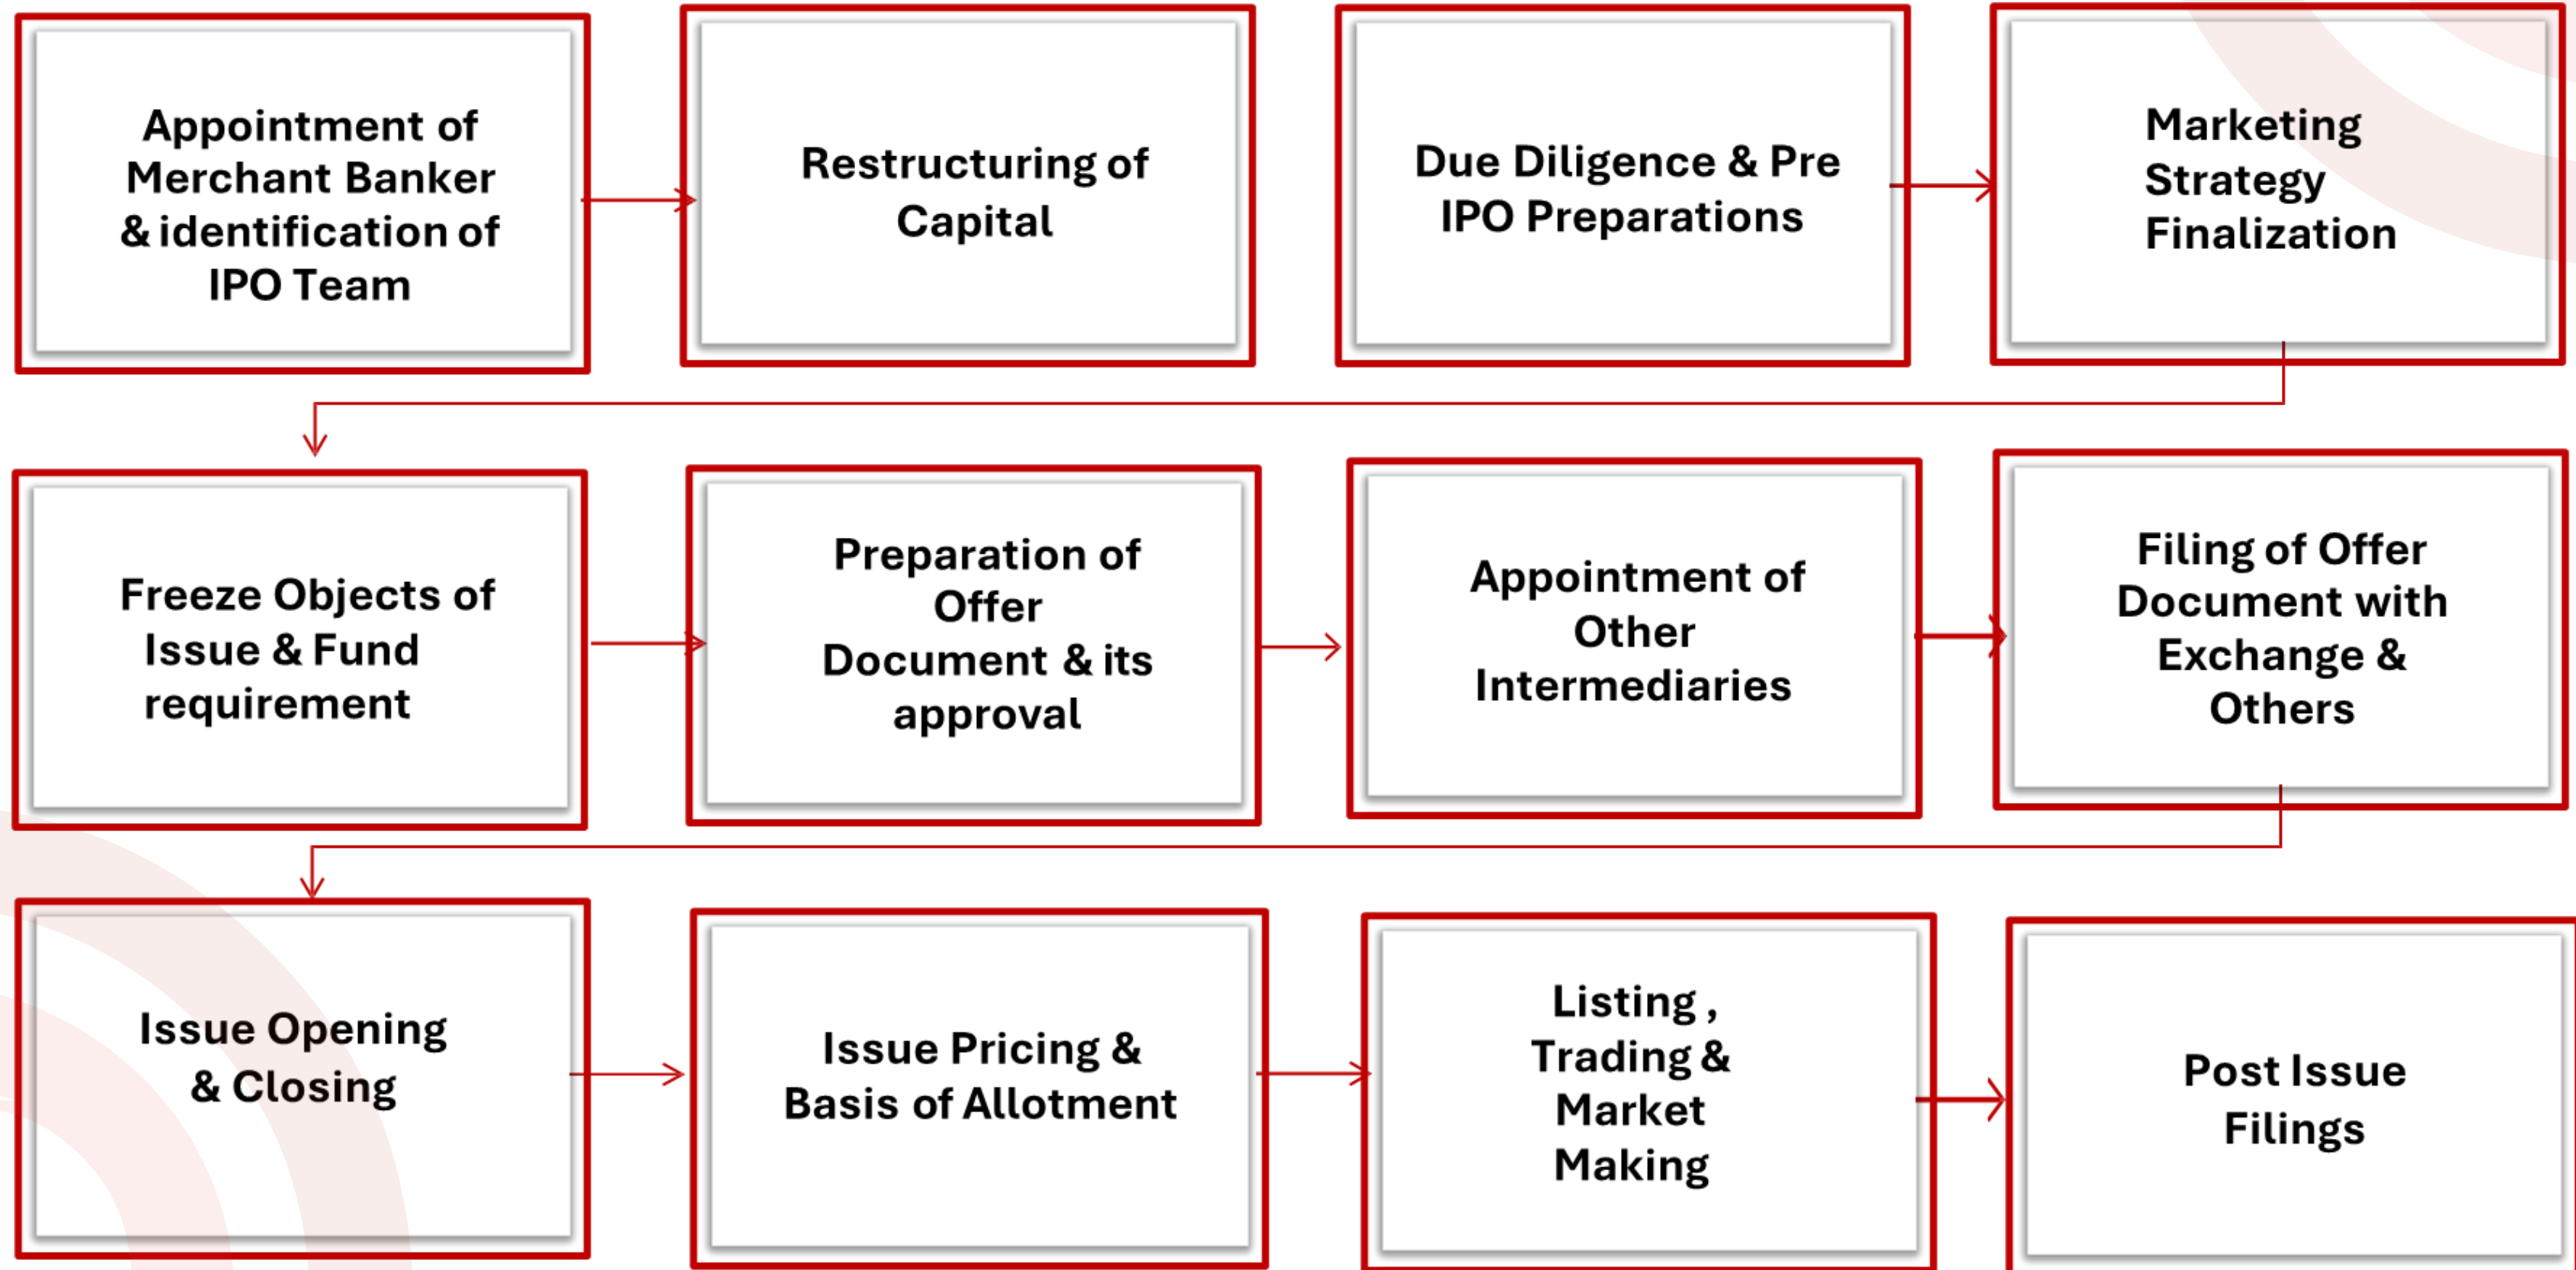 Appointment of
Merchant Banker
& identification of
IPO Team
Restructuring of
Capital
Due Diligence & Pre
IPO Preparations
Marketing
Strategy
Finalization
Freeze Objects of
Issue & Fund
requirement
Preparation of
Offer
Document & its
approval
Appointment of
Other
Intermediaries
Filing of Offer
Document with
Exchange &
Others
Issue Opening
& Closing
Issue Pricing &
Basis of Allotment
Listing ,
Trading &
Market
Making
Post Issue
Filings